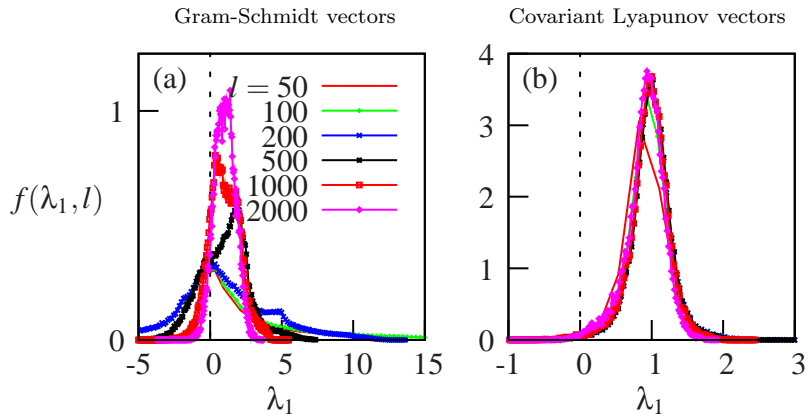 Gram-Schmidt vectors
Covariant Lyapunov vectors
(a)
l = 50
100
200
500
1000
2000
1
0
f(λ₁, l)
-5 0 5 10 15
λ₁
(b)
4
3
2
1
0
-1 0 1 2 3
λ₁